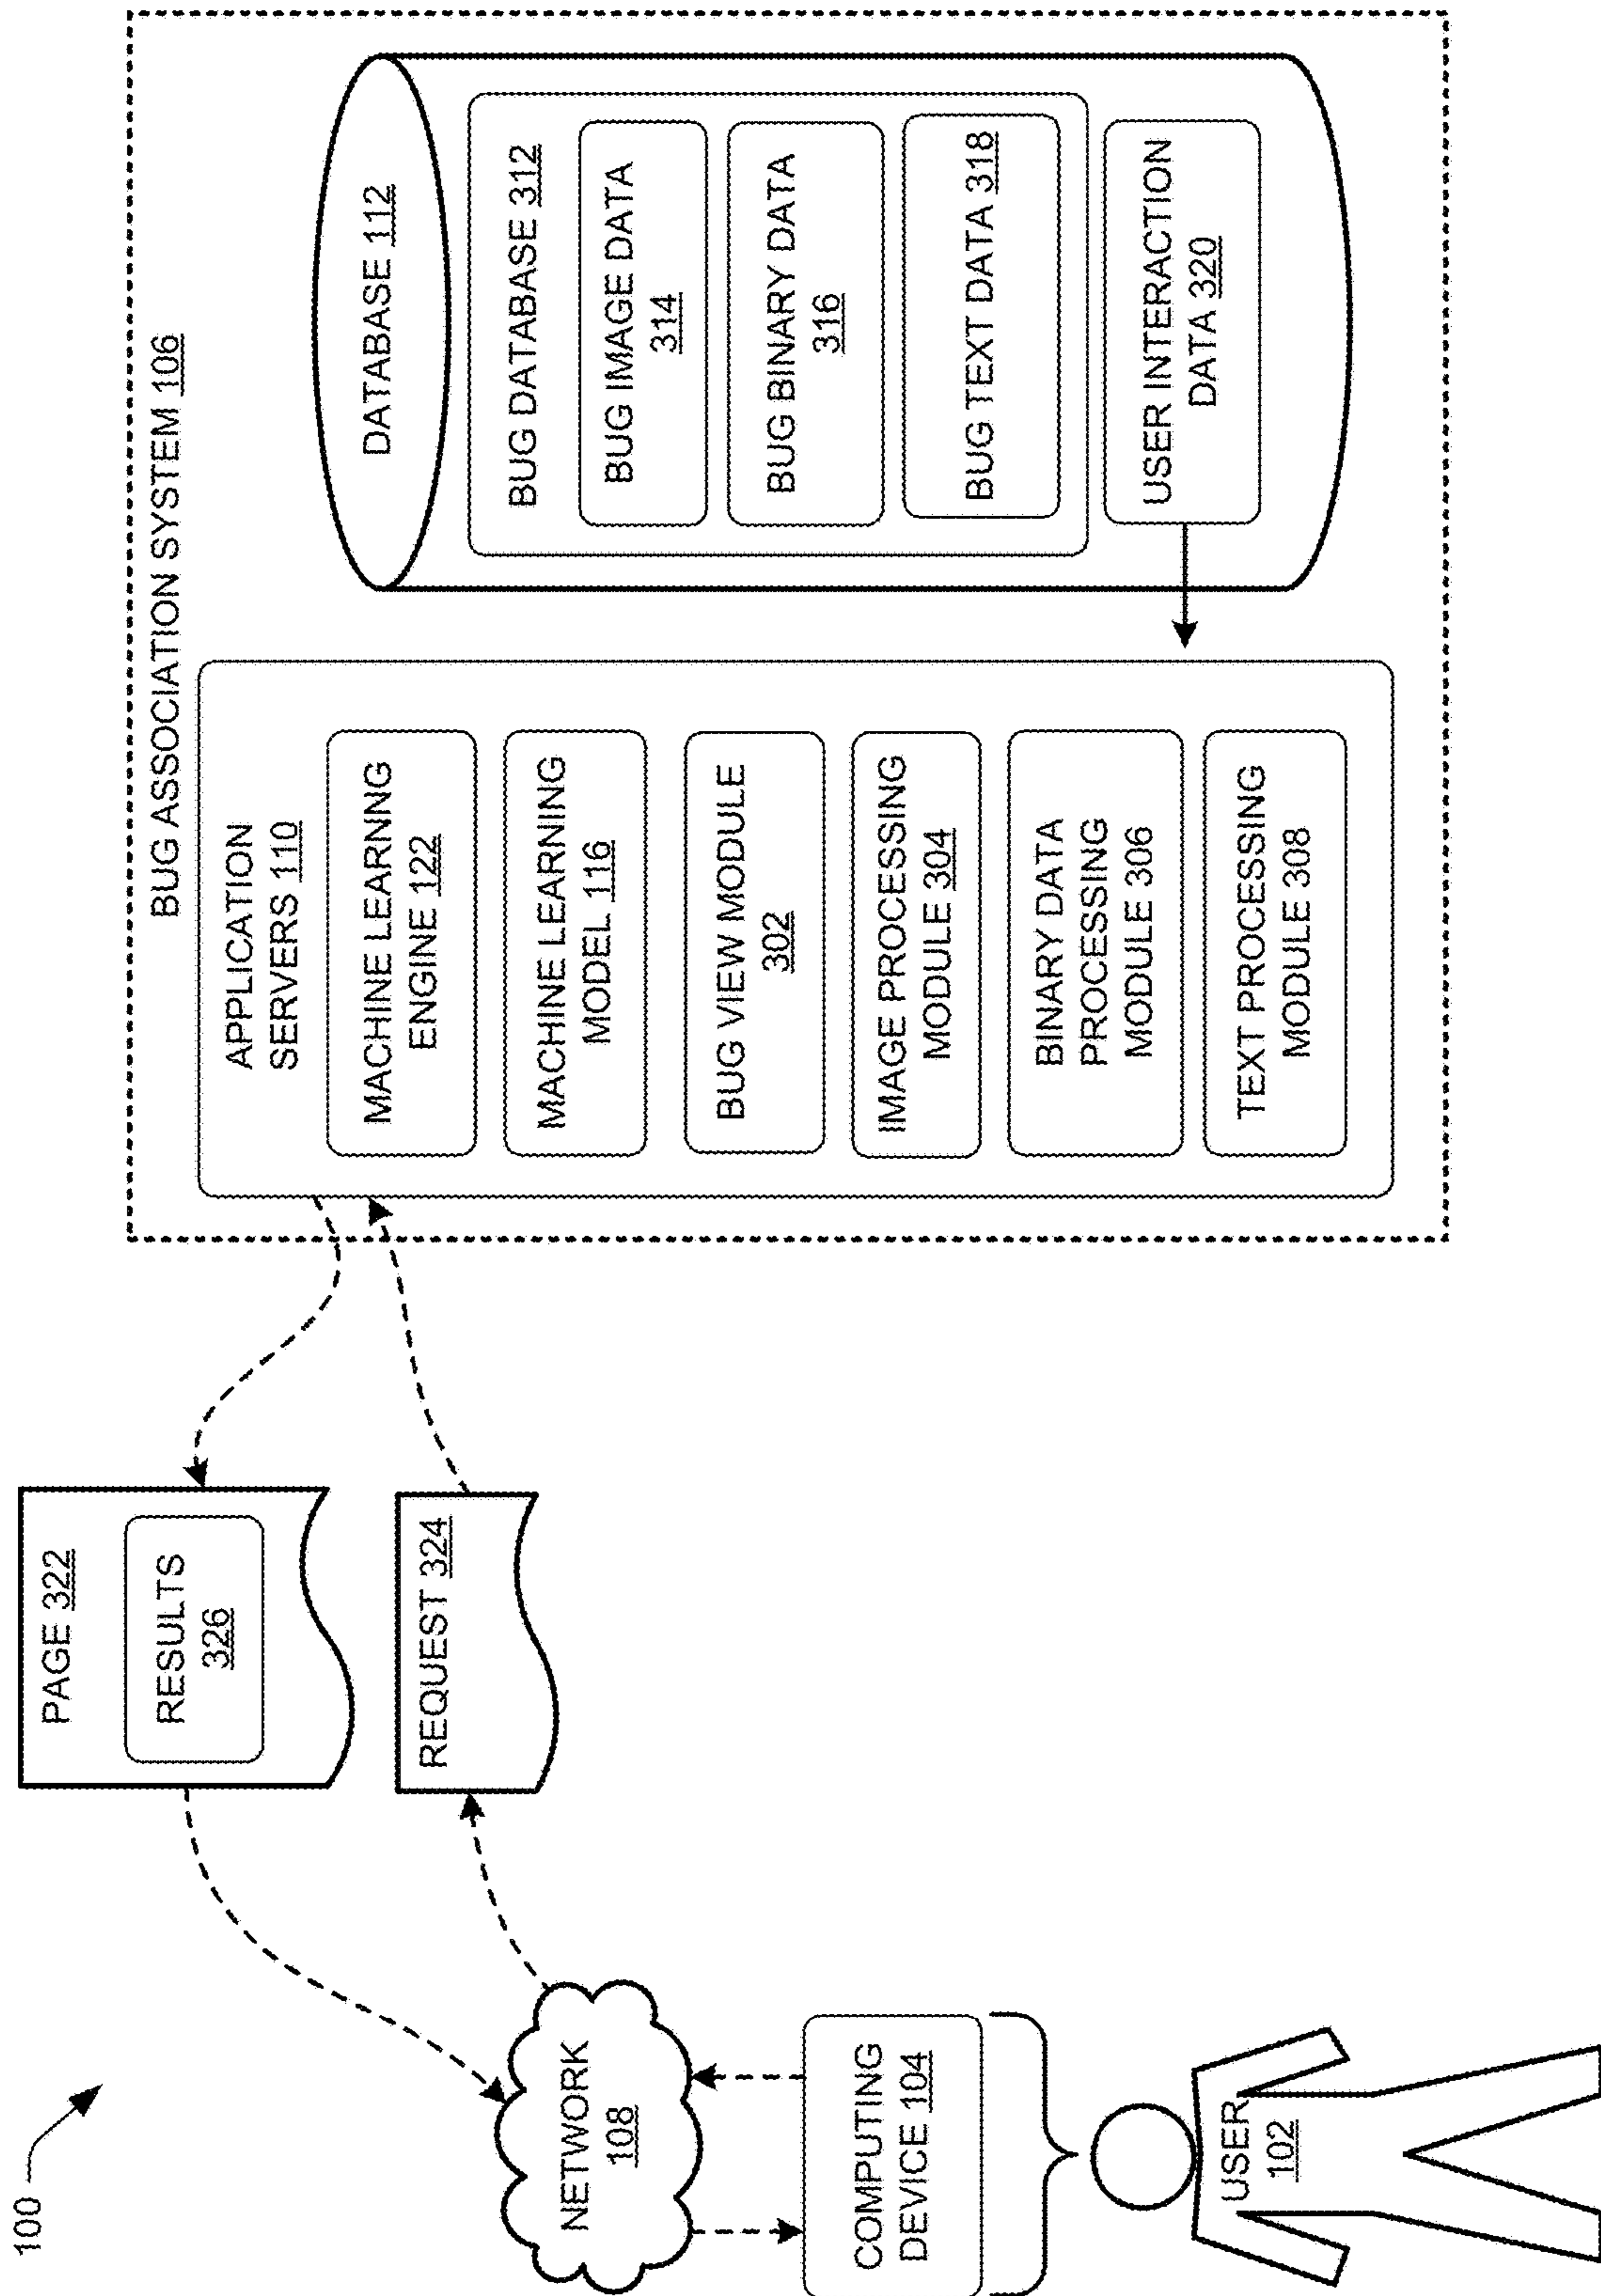 100
PAGE 322
RESULTS
326
REQUEST 324
NETWORK
108
COMPUTING
DEVICE 104
USER
102
BUG ASSOCIATION SYSTEM 106
APPLICATION
SERVERS 110
MACHINE LEARNING
ENGINE 122
MACHINE LEARNING
MODEL 116
BUG VIEW MODULE
302
IMAGE PROCESSING
MODULE 304
BINARY DATA
PROCESSING
MODULE 306
TEXT PROCESSING
MODULE 308
DATABASE 112
BUG DATABASE 312
BUG IMAGE DATA
314
BUG BINARY DATA
316
BUG TEXT DATA 318
USER INTERACTION
DATA 320